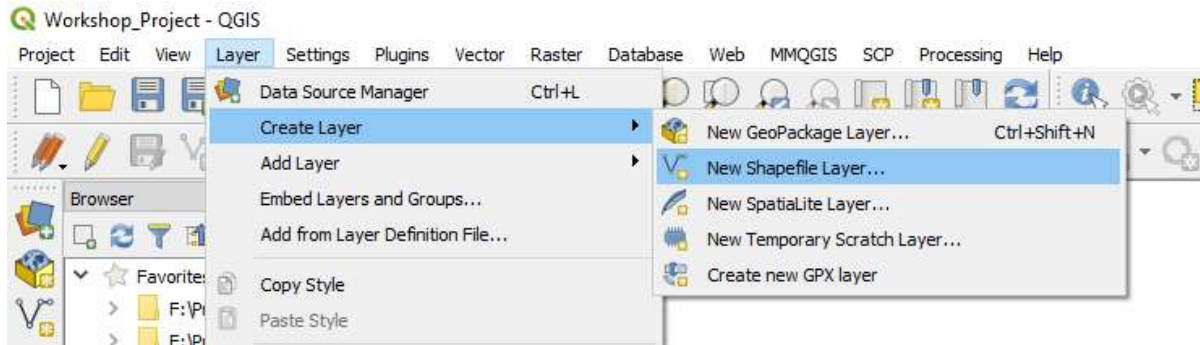 Workshop_Project - QGIS
Project Edit View Layer Settings Plugins Vector Raster Database Web MMQGIS SCP Processing Help
Data Source Manager Ctrl+L
Create Layer
Add Layer
Embed Layers and Groups...
Add from Layer Definition File...
Copy Style
Paste Style
New GeoPackage Layer... Ctrl+Shift+N
New Shapefile Layer...
New SpatiaLite Layer...
New Temporary Scratch Layer...
Create new GPX layer
Browser
Favorites
F:\P